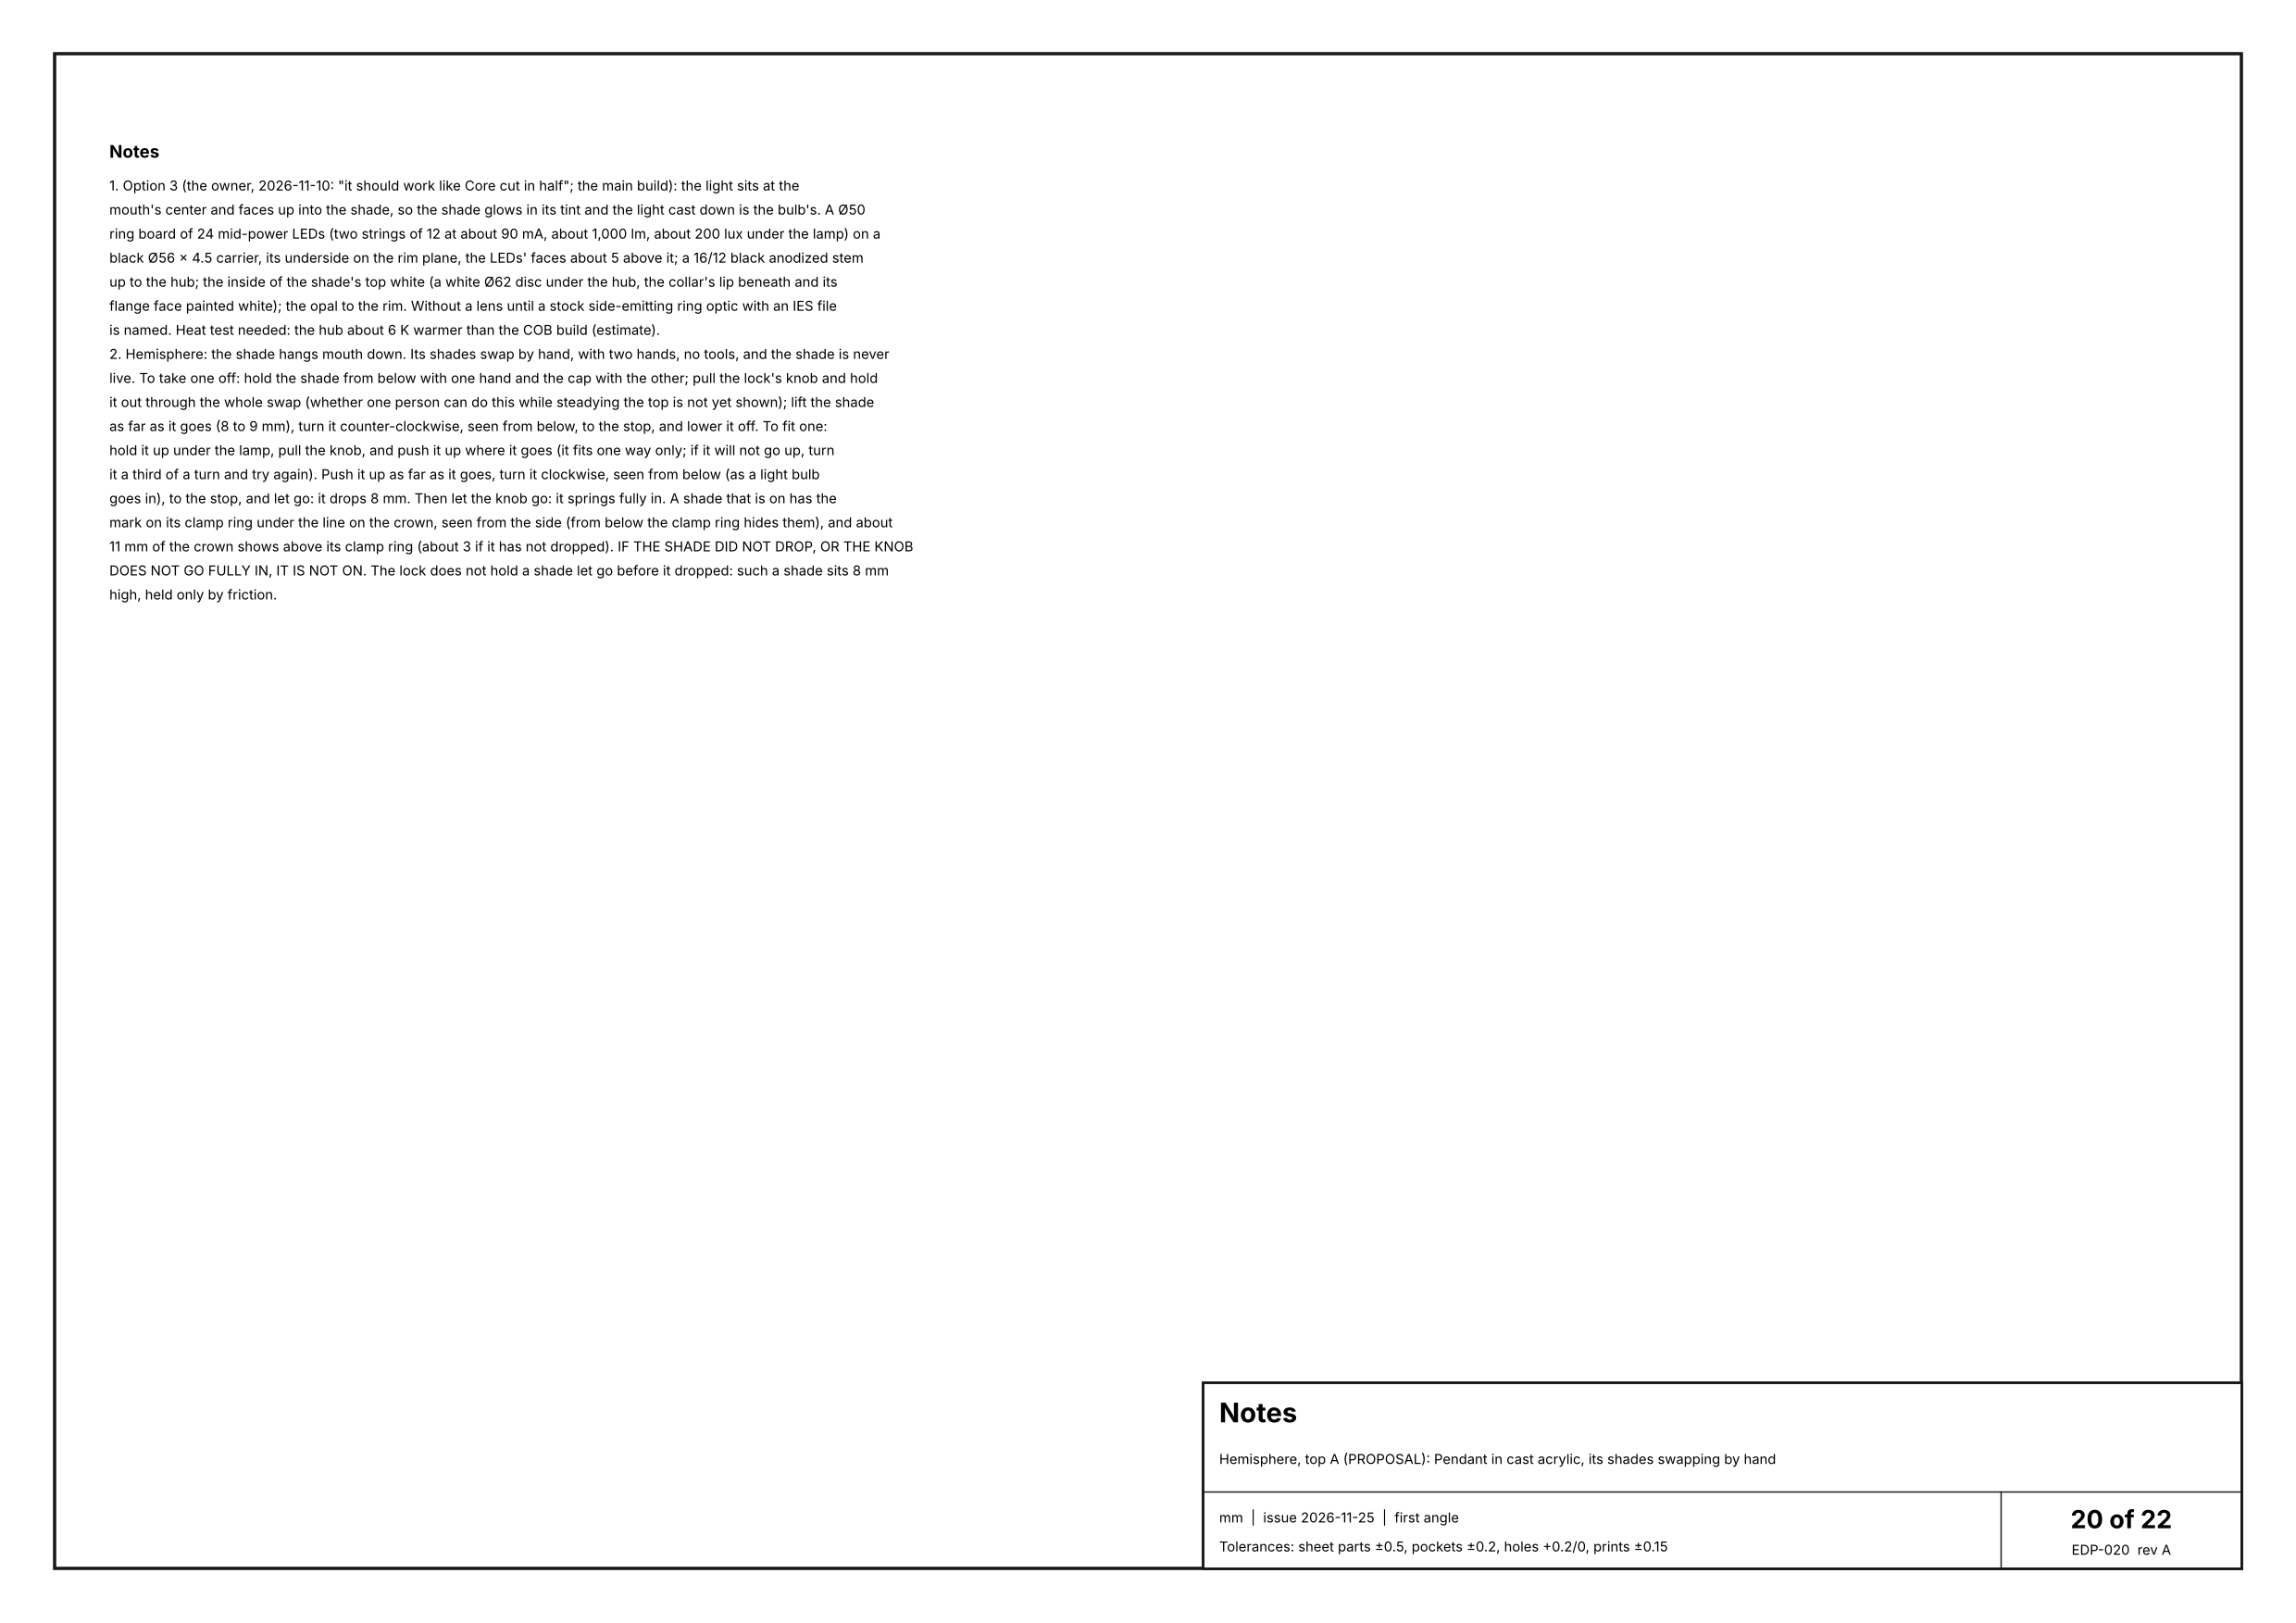 Notes
1. Option 3 (the owner, 2026-11-10: "it should work like Core cut in half"; the main build): the light sits at the
mouth's center and faces up into the shade, so the shade glows in its tint and the light cast down is the bulb's. A Ø50
ring board of 24 mid-power LEDs (two strings of 12 at about 90 mA, about 1,000 lm, about 200 lux under the lamp) on a
black Ø56 × 4.5 carrier, its underside on the rim plane, the LEDs' faces about 5 above it; a 16/12 black anodized stem
up to the hub; the inside of the shade's top white (a white Ø62 disc under the hub, the collar's lip beneath and its
flange face painted white); the opal to the rim. Without a lens until a stock side-emitting ring optic with an IES file
is named. Heat test needed: the hub about 6 K warmer than the COB build (estimate).
2. Hemisphere: the shade hangs mouth down. Its shades swap by hand, with two hands, no tools, and the shade is never
live. To take one off: hold the shade from below with one hand and the cap with the other; pull the lock's knob and hold
it out through the whole swap (whether one person can do this while steadying the top is not yet shown); lift the shade
as far as it goes (8 to 9 mm), turn it counter-clockwise, seen from below, to the stop, and lower it off. To fit one:
hold it up under the lamp, pull the knob, and push it up where it goes (it fits one way only; if it will not go up, turn
it a third of a turn and try again). Push it up as far as it goes, turn it clockwise, seen from below (as a light bulb
goes in), to the stop, and let go: it drops 8 mm. Then let the knob go: it springs fully in. A shade that is on has the
mark on its clamp ring under the line on the crown, seen from the side (from below the clamp ring hides them), and about
11 mm of the crown shows above its clamp ring (about 3 if it has not dropped). IF THE SHADE DID NOT DROP, OR THE KNOB
DOES NOT GO FULLY IN, IT IS NOT ON. The lock does not hold a shade let go before it dropped: such a shade sits 8 mm
high, held only by friction.
Notes
Hemisphere, top A (PROPOSAL): Pendant in cast acrylic, its shades swapping by hand
mm | issue 2026-11-25 | first angle
Tolerances: sheet parts ±0.5, pockets ±0.2, holes +0.2/0, prints ±0.15
20 of 22
EDP-020 rev A